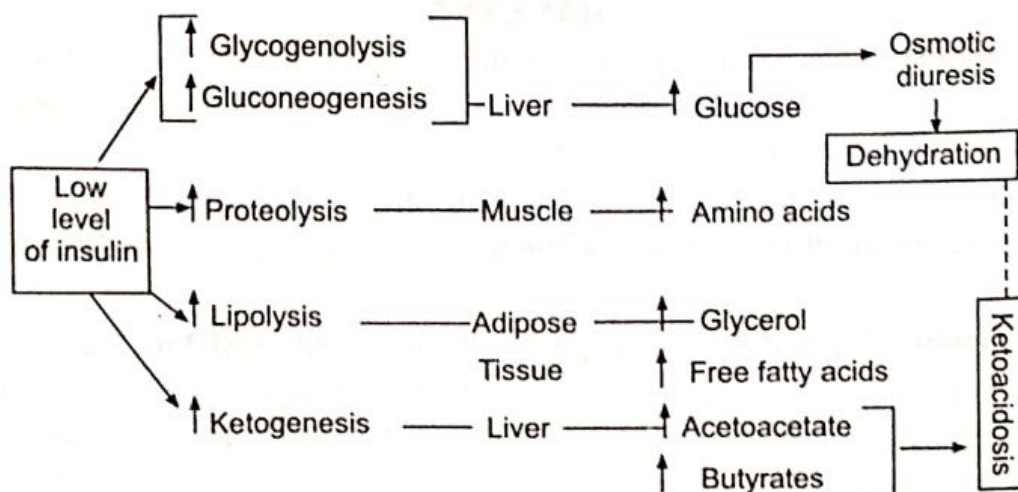 Glycogenolysis
Gluconeogenesis
Liver
Glucose
Osmotic
diuresis
Dehydration
Low
level
of insulin
Proteolysis
Muscle
Amino acids
Lipolysis
Adipose
Tissue
Glycerol
Free fatty acids
Ketogenesis
Liver
Acetoacetate
Butyrates
Ketoacidosis